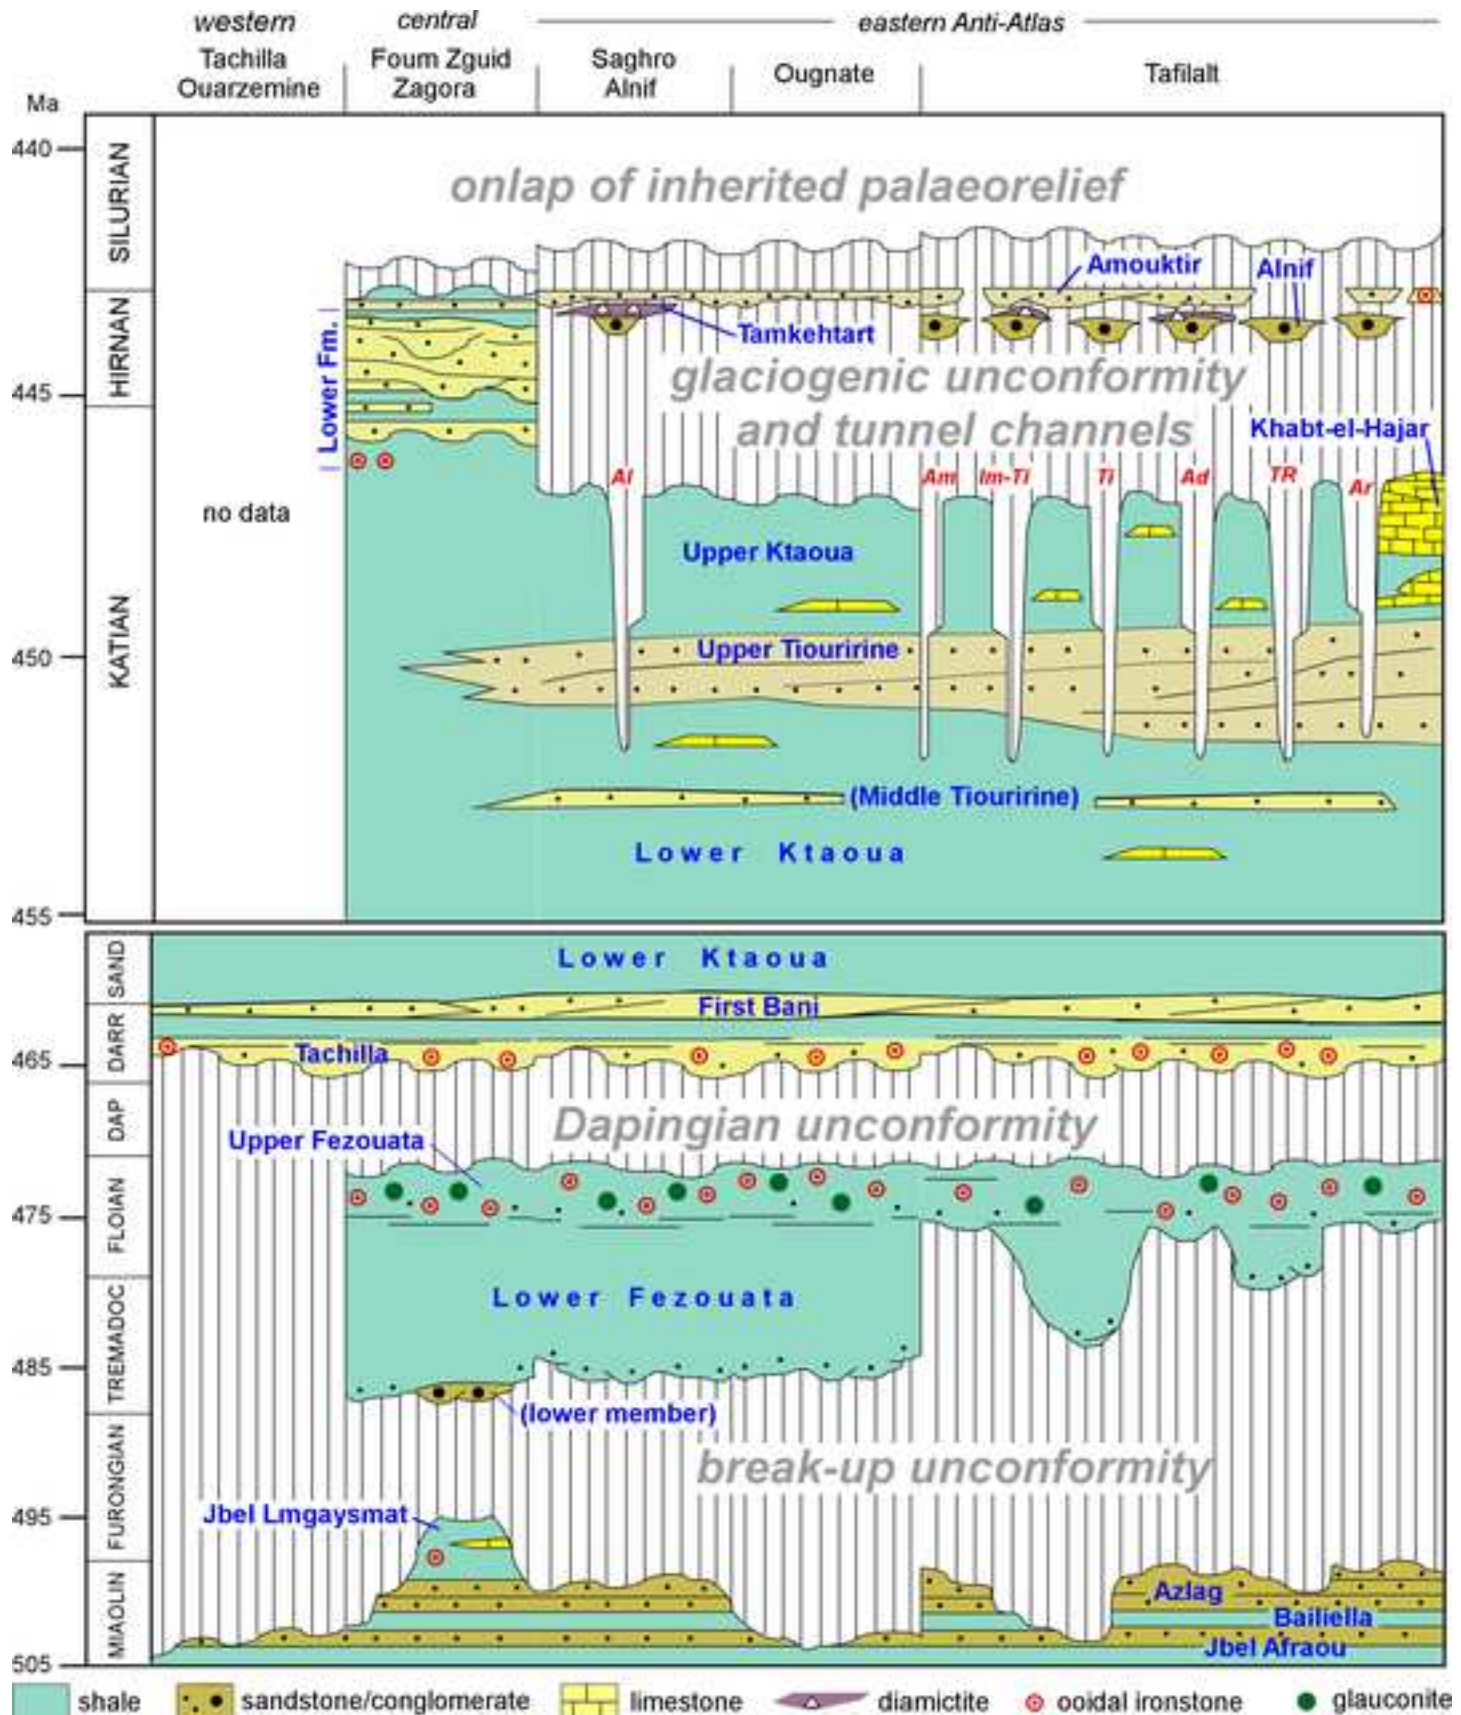 western central eastern Anti-Atlas
Tachilla Foum Zguid Saghro Ougnate Tafilalt
Ouarzemine Zagora Alnif
Ma
440
SILURIAN
onlap of inherited palaeorelief
Amouktir Alnif
Tamkehtart
HIRNAN
| Lower Fm. |
glaciogenic unconformity
445
and tunnel channels
Khabt-el-Hajar
Al Am Im-Ti Ti Ad TR Ar
no data
Upper Ktaoua
KATIAN
450
Upper Tiouririne
(Middle Tiouririne)
Lower Ktaoua
455
SAND
Lower Ktaoua
First Bani
DARR
465
Tachilla
DAP
Dapingian unconformity
Upper Fezouata
FLOIAN
475
Lower Fezouata
TREMADOC
485
(lower member)
FURONGIAN
break-up unconformity
495
Jbel Lmgaysmat
MIAOLIN
Azlag
Bailiella
Jbel Afraou
505
shale sandstone/conglomerate limestone diamictite ooidal ironstone glauconite